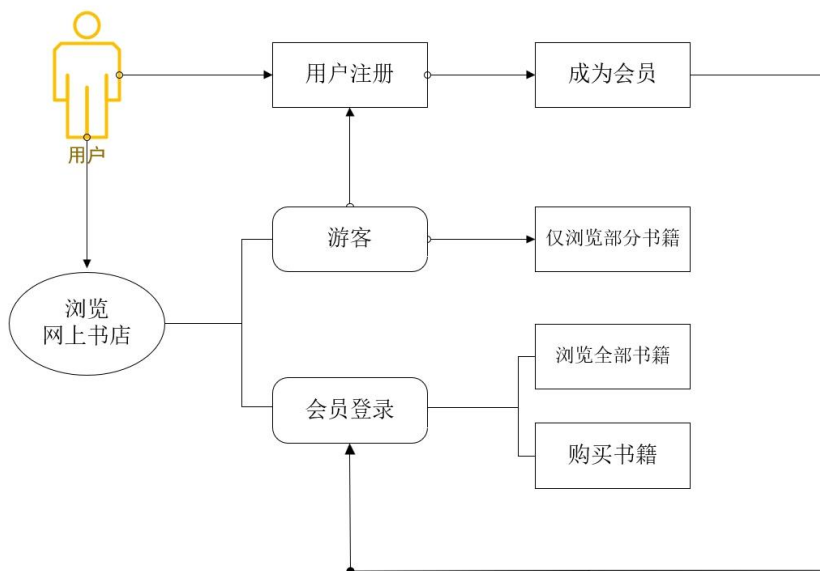 用户注册
成为会员
用户
游客
仅浏览部分书籍
浏览
网上书店
浏览全部书籍
会员登录
购买书籍